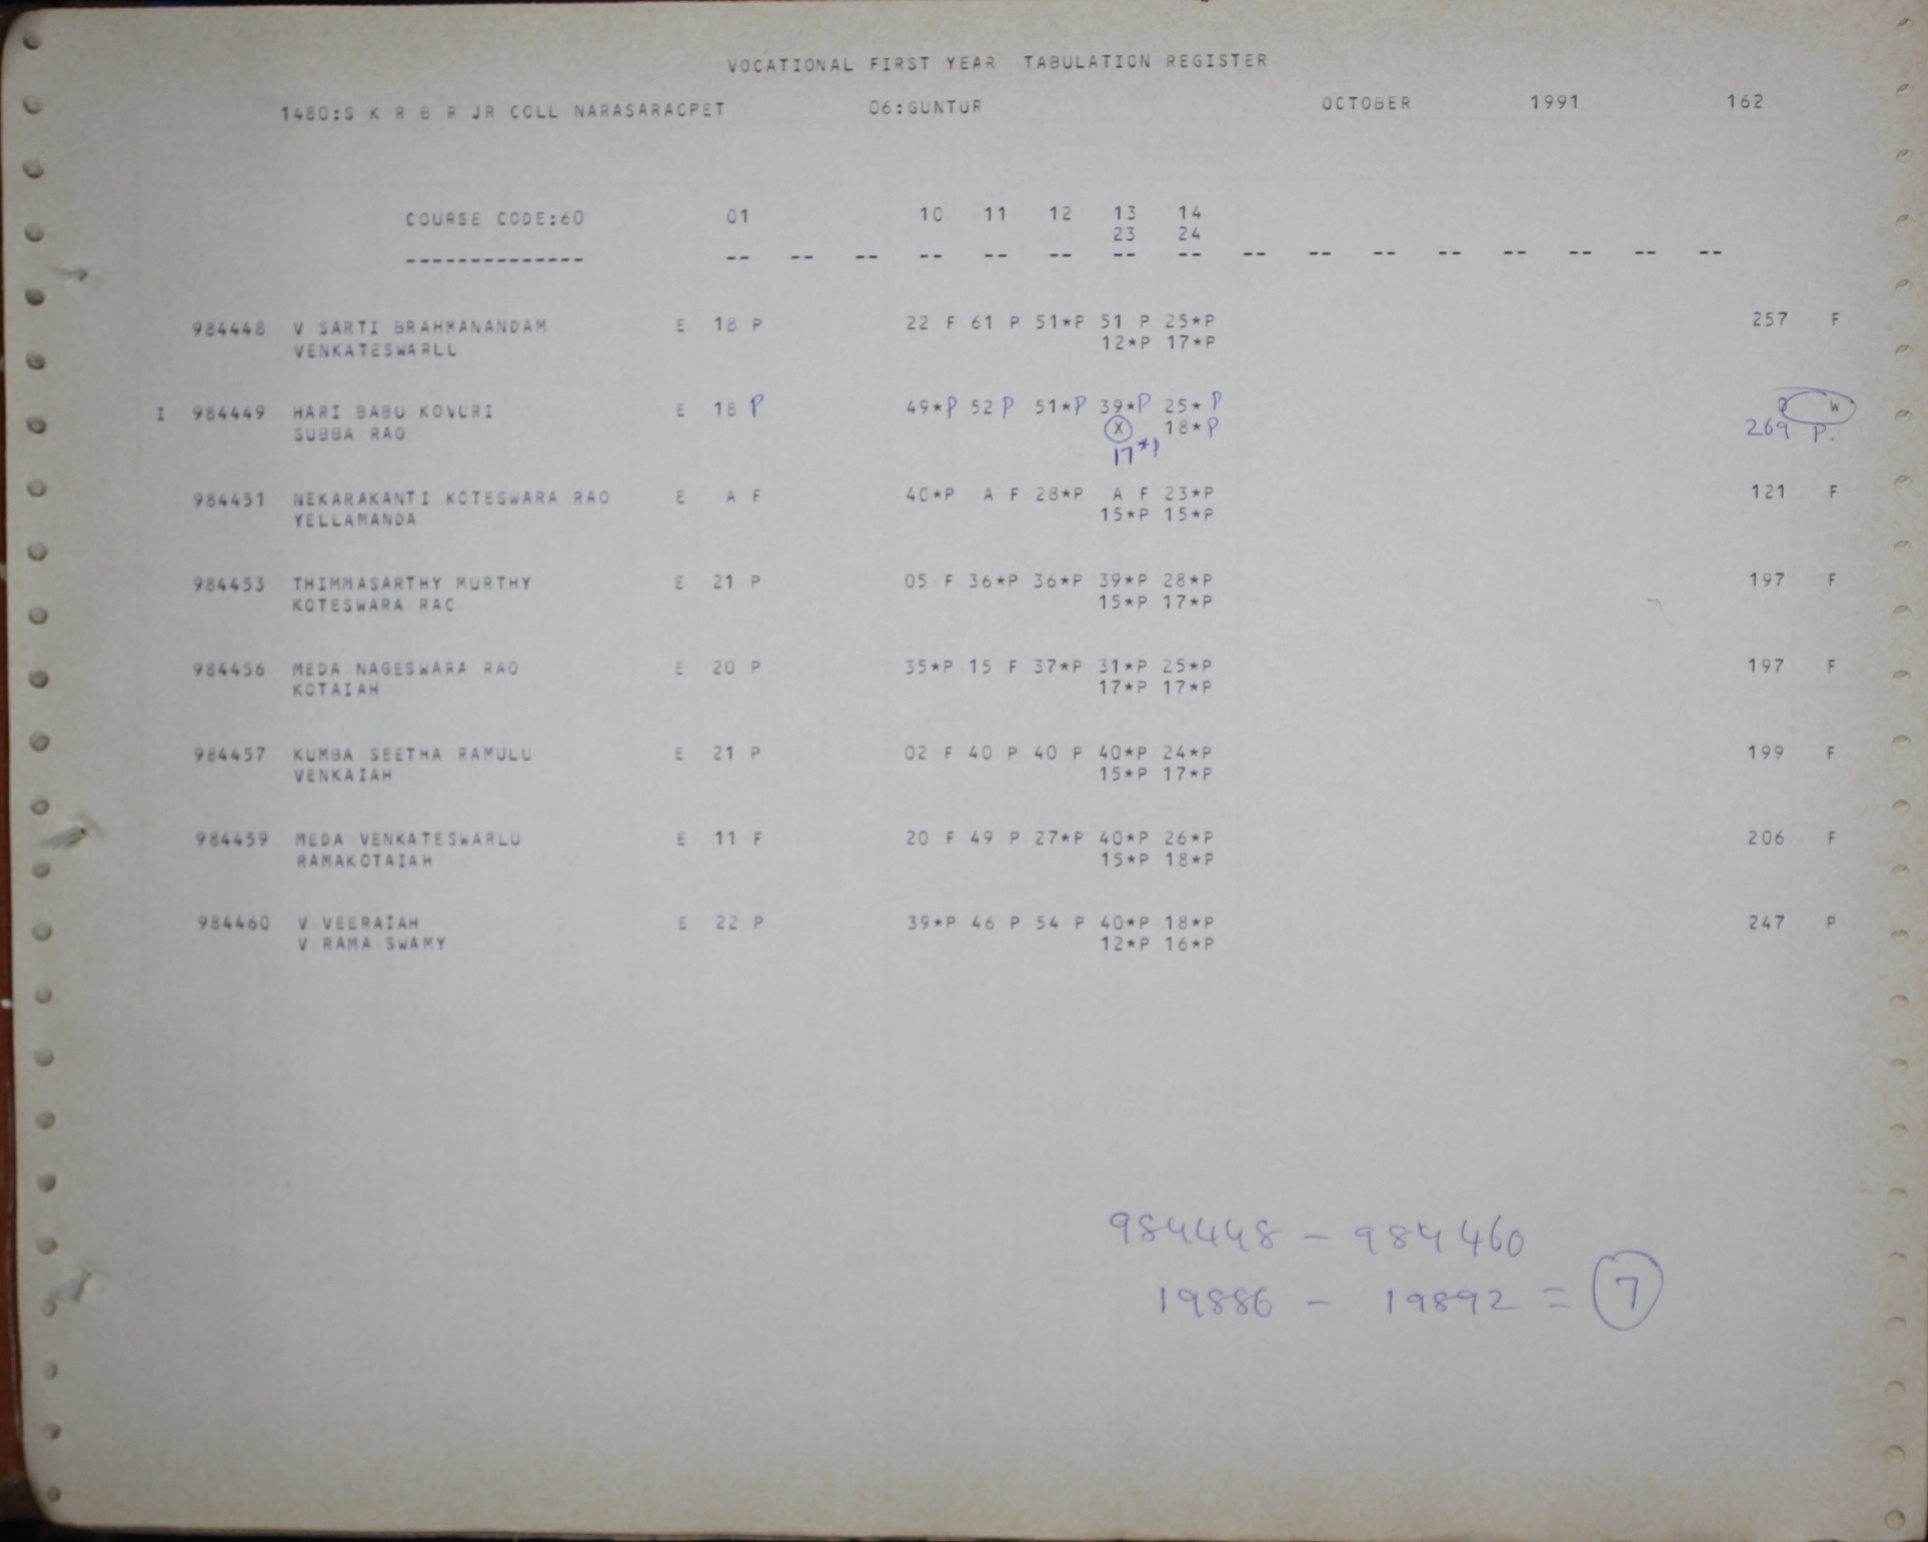 VOCATIONAL FIRST YEAR TABULATION REGISTER
1480:S K R B R JR COLL NARASARAOPET 06:GUNTUR OCTOBER 1991 162
COURSE CODE:60 01 10 11 12 13 14
23 24
-------------- -- -- -- -- -- -- -- -- -- -- -- -- -- -- -- --
984448 V SARTI BRAHMANANDAM E 18 P 22 F 61 P 51*P 51 P 25*P 257 F
VENKATESWARLU 12*P 17*P
I 984449 HARI BABU KOVURI E 18 P 49*P 52 P 51*P 39*P 25* P 0 W
SUBBA RAO X 18*P 269 P.
17*P
984451 NEKARAKANTI KOTESWARA RAO E A F 40*P A F 28*P A F 23*P 121 F
YELLAMANDA 15*P 15*P
984453 THIMMASARTHY MURTHY E 21 P 05 F 36*P 36*P 39*P 28*P 197 F
KOTESWARA RAO 15*P 17*P
984456 MEDA NAGESWARA RAO E 20 P 35*P 15 F 37*P 31*P 25*P 197 F
KOTAIAH 17*P 17*P
984457 KUMBA SEETHA RAMULU E 21 P 02 F 40 P 40 P 40*P 24*P 199 F
VENKAIAH 15*P 17*P
984459 MEDA VENKATESWARLU E 11 F 20 F 49 P 27*P 40*P 26*P 206 F
RAMAKOTAIAH 15*P 18*P
984460 V VEERAIAH E 22 P 39*P 46 P 54 P 40*P 18*P 247 P
V RAMA SWAMY 12*P 16*P
984448 - 984460
19886 - 19892 = 7